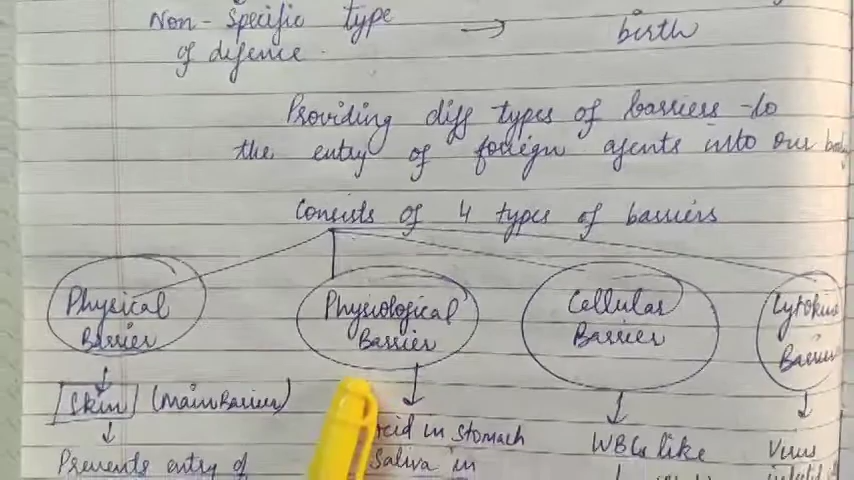 Non-Specific type → birth
of defence.
Providing diff types of barriers to
the entry of foreign agents into our body
Consists of 4 types of barriers
Physical Barrier
Physiological Barrier
Cellular Barrier
Barrier
Skin (Main Barrier)
Prevents entry of
in stomach
Saliva in
WBCs like
Virus